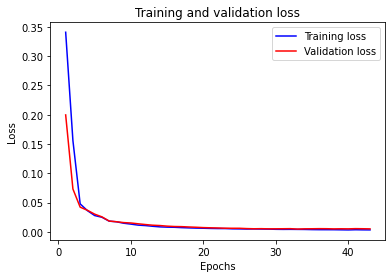 Training and validation loss
Training loss
Validation loss
0.35
0.30
0.25
0.20
0.15
0.10
0.05
0.00
Loss
0
10
20
30
40
Epochs